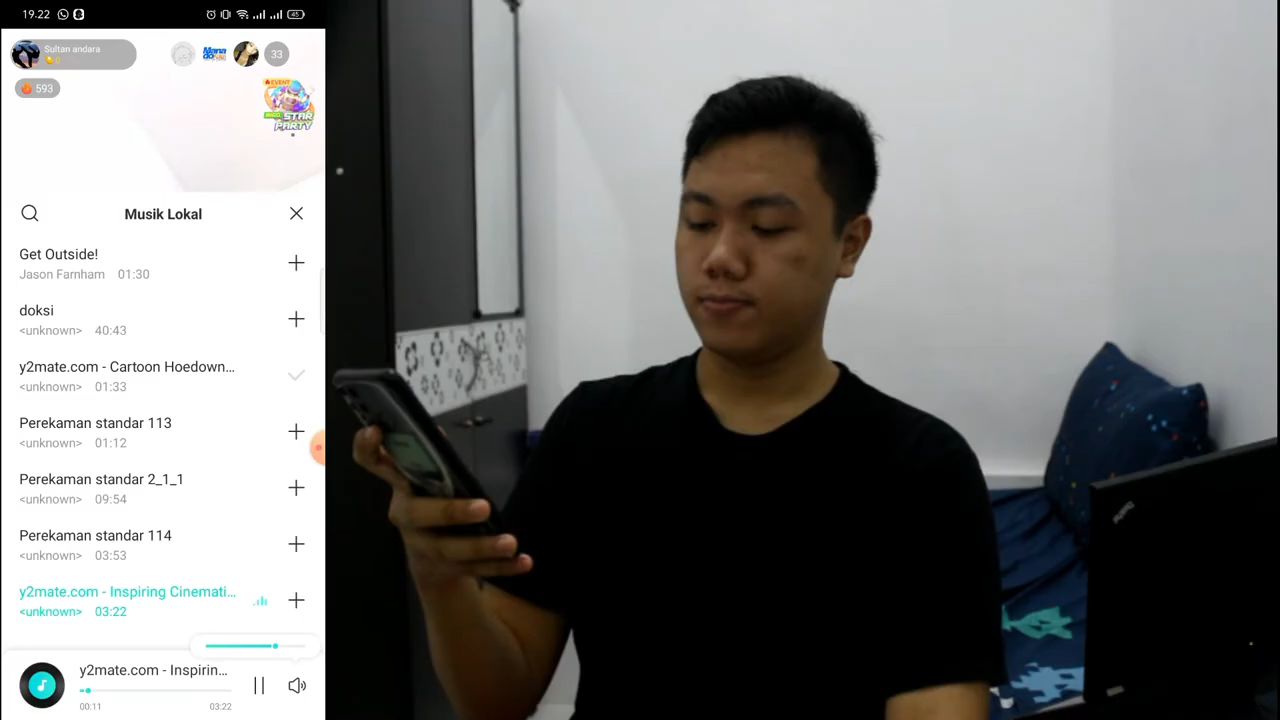 19.22
45
Sultan andara
0
33
593
EVENT
STAR
PARTY
Musik Lokal
Get Outside!
Jason Farnham 01:30
doksi
<unknown> 40:43
y2mate.com - Cartoon Hoedown...
<unknown> 01:33
Perekaman standar 113
<unknown> 01:12
Perekaman standar 2_1_1
<unknown> 09:54
Perekaman standar 114
<unknown> 03:53
y2mate.com - Inspiring Cinemati...
<unknown> 03:22
y2mate.com - Inspirin...
00:11 03:22
ThinkPad